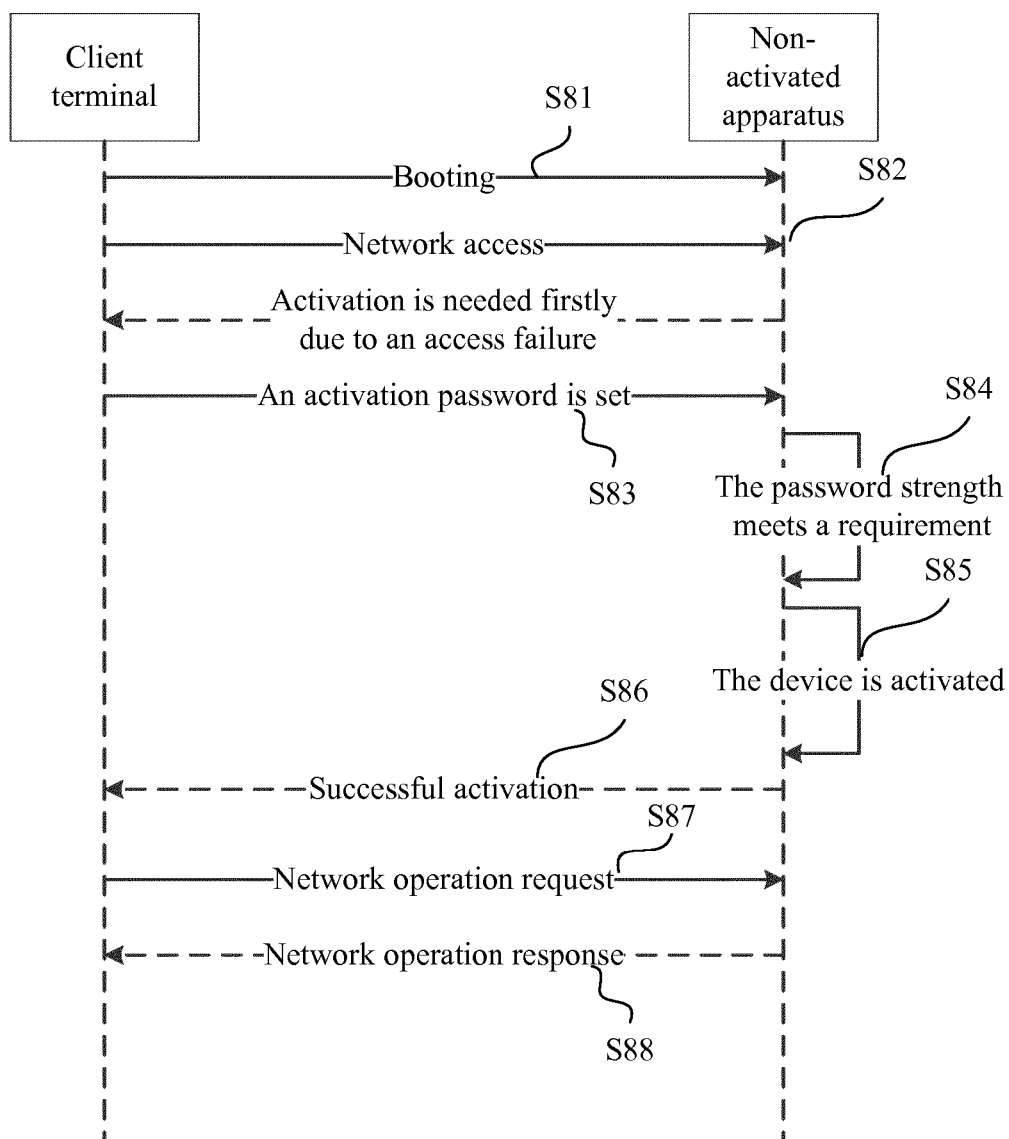 Client
terminal
Non-
activated
apparatus
S81
Booting
S82
Network access
Activation is needed firstly
due to an access failure
An activation password is set
S83
S84
The password strength
meets a requirement
S85
The device is activated
S86
Successful activation
S87
Network operation request
Network operation response
S88